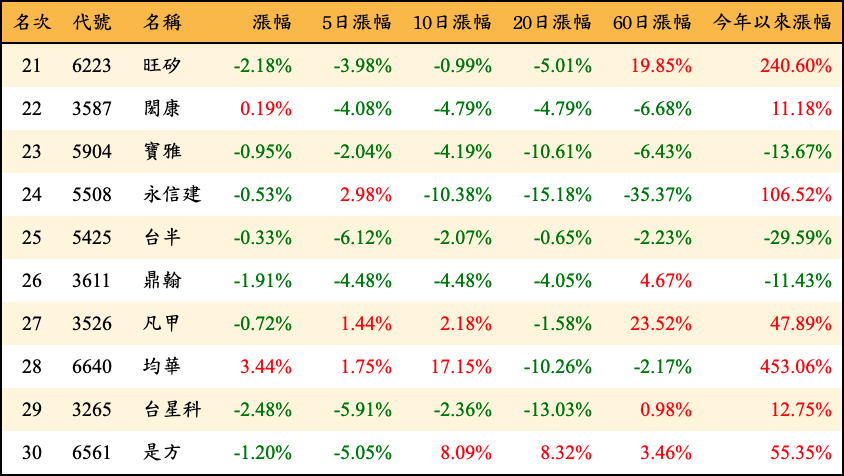 名次 代號 名稱 漲幅 5日漲幅 10日漲幅 20日漲幅 60日漲幅 今年以來漲幅
21 6223 旺矽 -2.18% -3.98% -0.99% -5.01% 19.85% 240.60%
22 3587 閎康 0.19% -4.08% -4.79% -4.79% -6.68% 11.18%
23 5904 寶雅 -0.95% -2.04% -4.19% -10.61% -6.43% -13.67%
24 5508 永信建 -0.53% 2.98% -10.38% -15.18% -35.37% 106.52%
25 5425 台半 -0.33% -6.12% -2.07% -0.65% -2.23% -29.59%
26 3611 鼎翰 -1.91% -4.48% -4.48% -4.05% 4.67% -11.43%
27 3526 凡甲 -0.72% 1.44% 2.18% -1.58% 23.52% 47.89%
28 6640 均華 3.44% 1.75% 17.15% -10.26% -2.17% 453.06%
29 3265 台星科 -2.48% -5.91% -2.36% -13.03% 0.98% 12.75%
30 6561 是方 -1.20% -5.05% 8.09% 8.32% 3.46% 55.35%